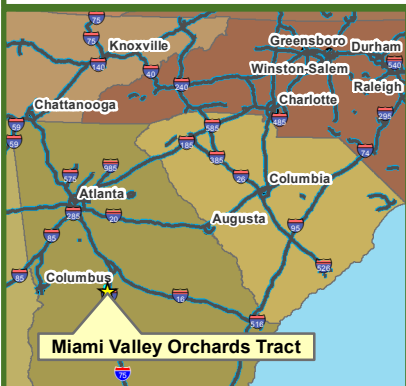 75
Knoxville
Greensboro
Durham
75
140
40
Winston-Salem
540
240
Raleigh
Chattanooga
Charlotte
59
585
485
295
59
185
74
985
385
575
26
Columbia
Atlanta
285
20
Augusta
95
85
85
Columbus
526
16
516
Miami Valley Orchards Tract
75